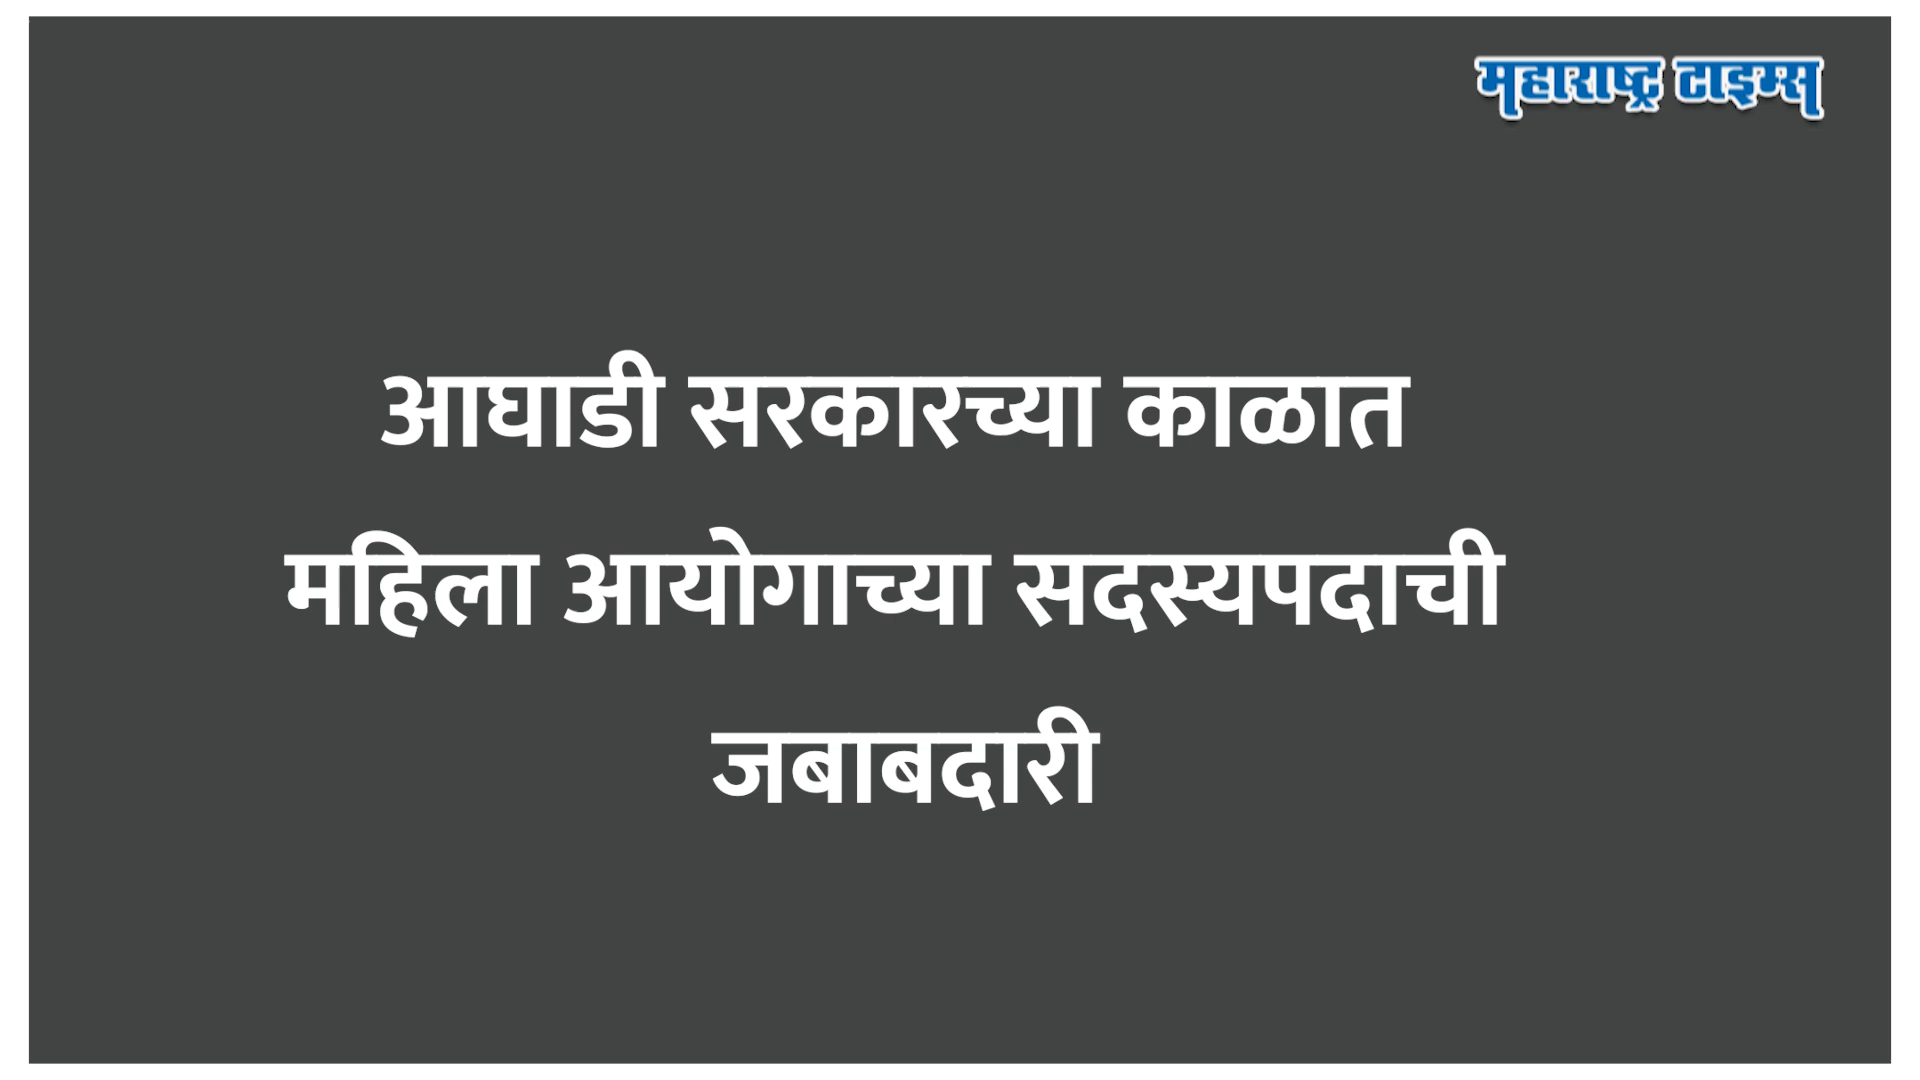 महाराष्ट्र टाइम्स
आघाडी सरकारच्या काळात
महिला आयोगाच्या सदस्यपदाची
जबाबदारी